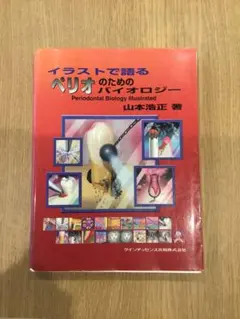 イラストで語る
ペリオのための
バイオロジー
Periodontal Biology Illustrated
山本浩正 著
クインテッセンス出版株式会社